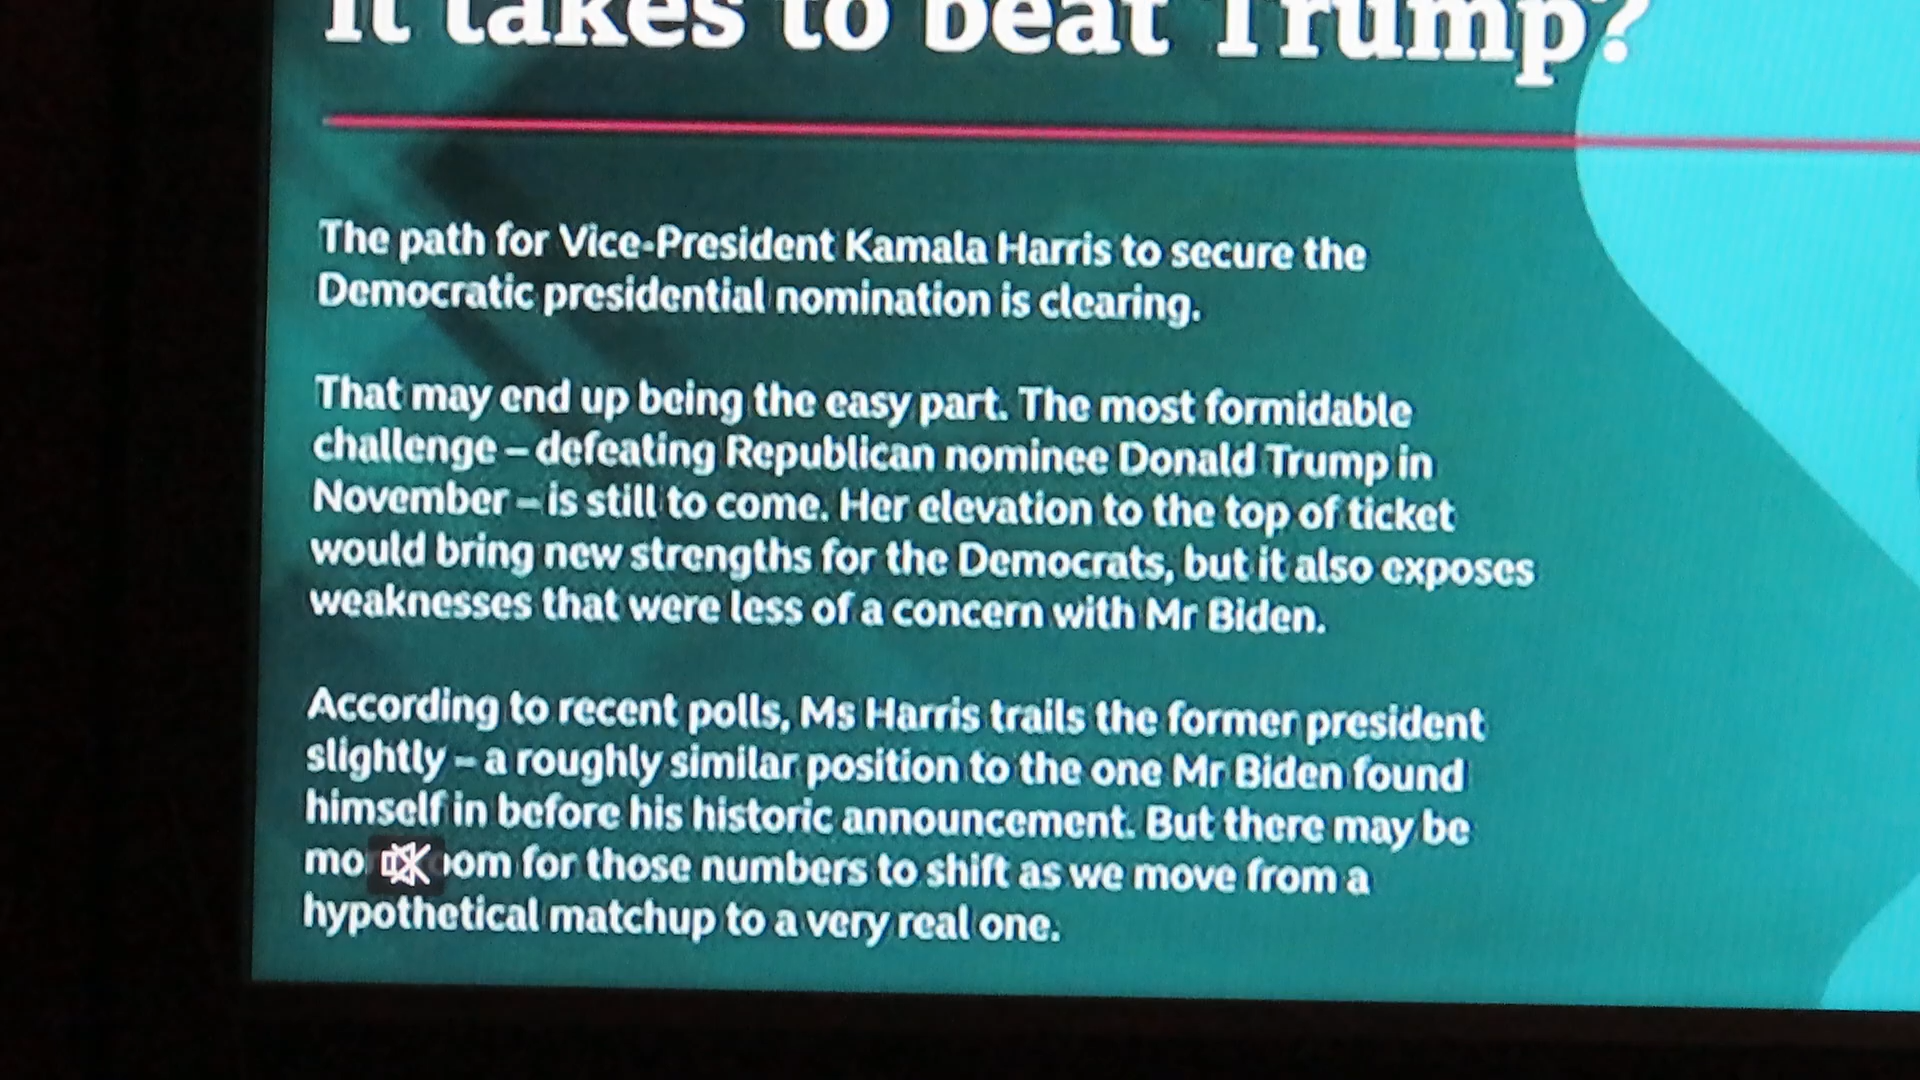 it takes to beat Trump?
The path for Vice-President Kamala Harris to secure the
Democratic presidential nomination is clearing.
That may end up being the easy part. The most formidable
challenge – defeating Republican nominee Donald Trump in
November – is still to come. Her elevation to the top of ticket
would bring new strengths for the Democrats, but it also exposes
weaknesses that were less of a concern with Mr Biden.
According to recent polls, Ms Harris trails the former president
slightly – a roughly similar position to the one Mr Biden found
himself in before his historic announcement. But there may be
for those numbers to shift as we move from a
hypothetical matchup to a very real one.